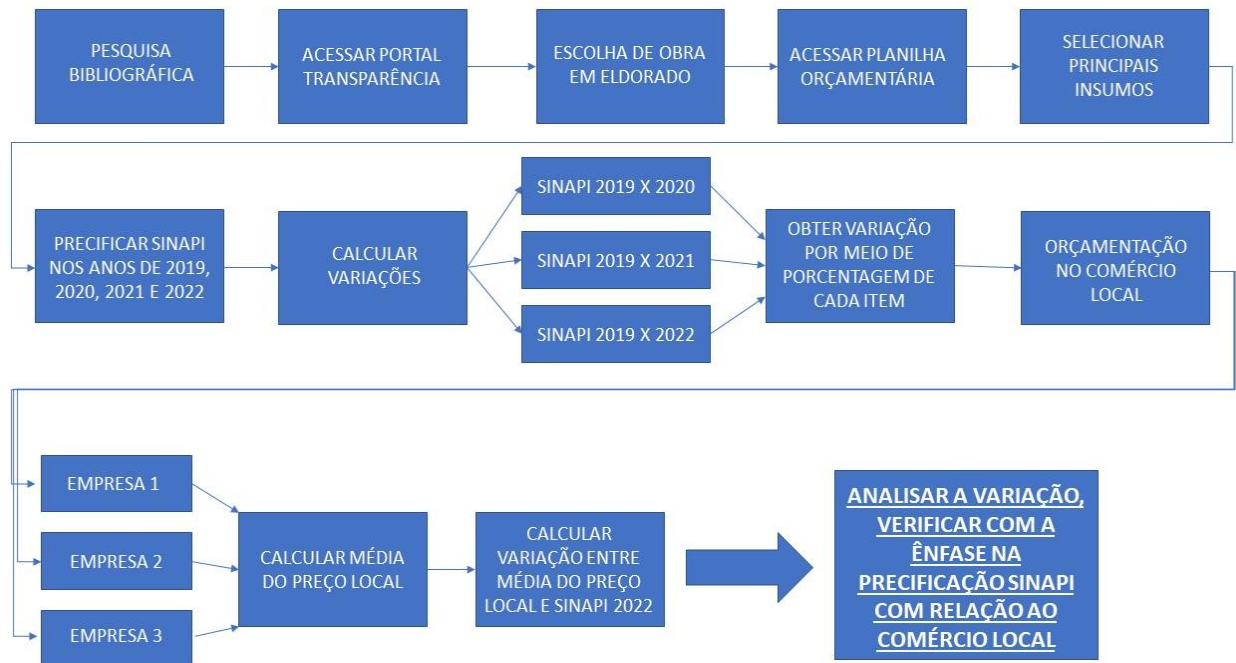 PESQUISA
BIBLIOGRÁFICA
ACESSAR PORTAL
TRANSPARÊNCIA
ESCOLHA DE OBRA
EM ELDORADO
ACESSAR PLANILHA
ORÇAMENTÁRIA
SELECIONAR
PRINCIPAIS
INSUMOS
PRECIFICAR SINAPI
NOS ANOS DE 2019,
2020, 2021 E 2022
CALCULAR
VARIAÇÕES
SINAPI 2019 X 2020
SINAPI 2019 X 2021
SINAPI 2019 X 2022
OBTER VARIAÇÃO
POR MEIO DE
PORCENTAGEM DE
CADA ITEM
ORÇAMENTAÇÃO
NO COMÉRCIO
LOCAL
EMPRESA 1
EMPRESA 2
EMPRESA 3
CALCULAR MÉDIA
DO PREÇO LOCAL
CALCULAR
VARIAÇÃO ENTRE
MÉDIA DO PREÇO
LOCAL E SINAPI 2022
ANALISAR A VARIAÇÃO,
VERIFICAR COM A
ÊNFASE NA
PRECIFICAÇÃO SINAPI
COM RELAÇÃO AO
COMÉRCIO LOCAL